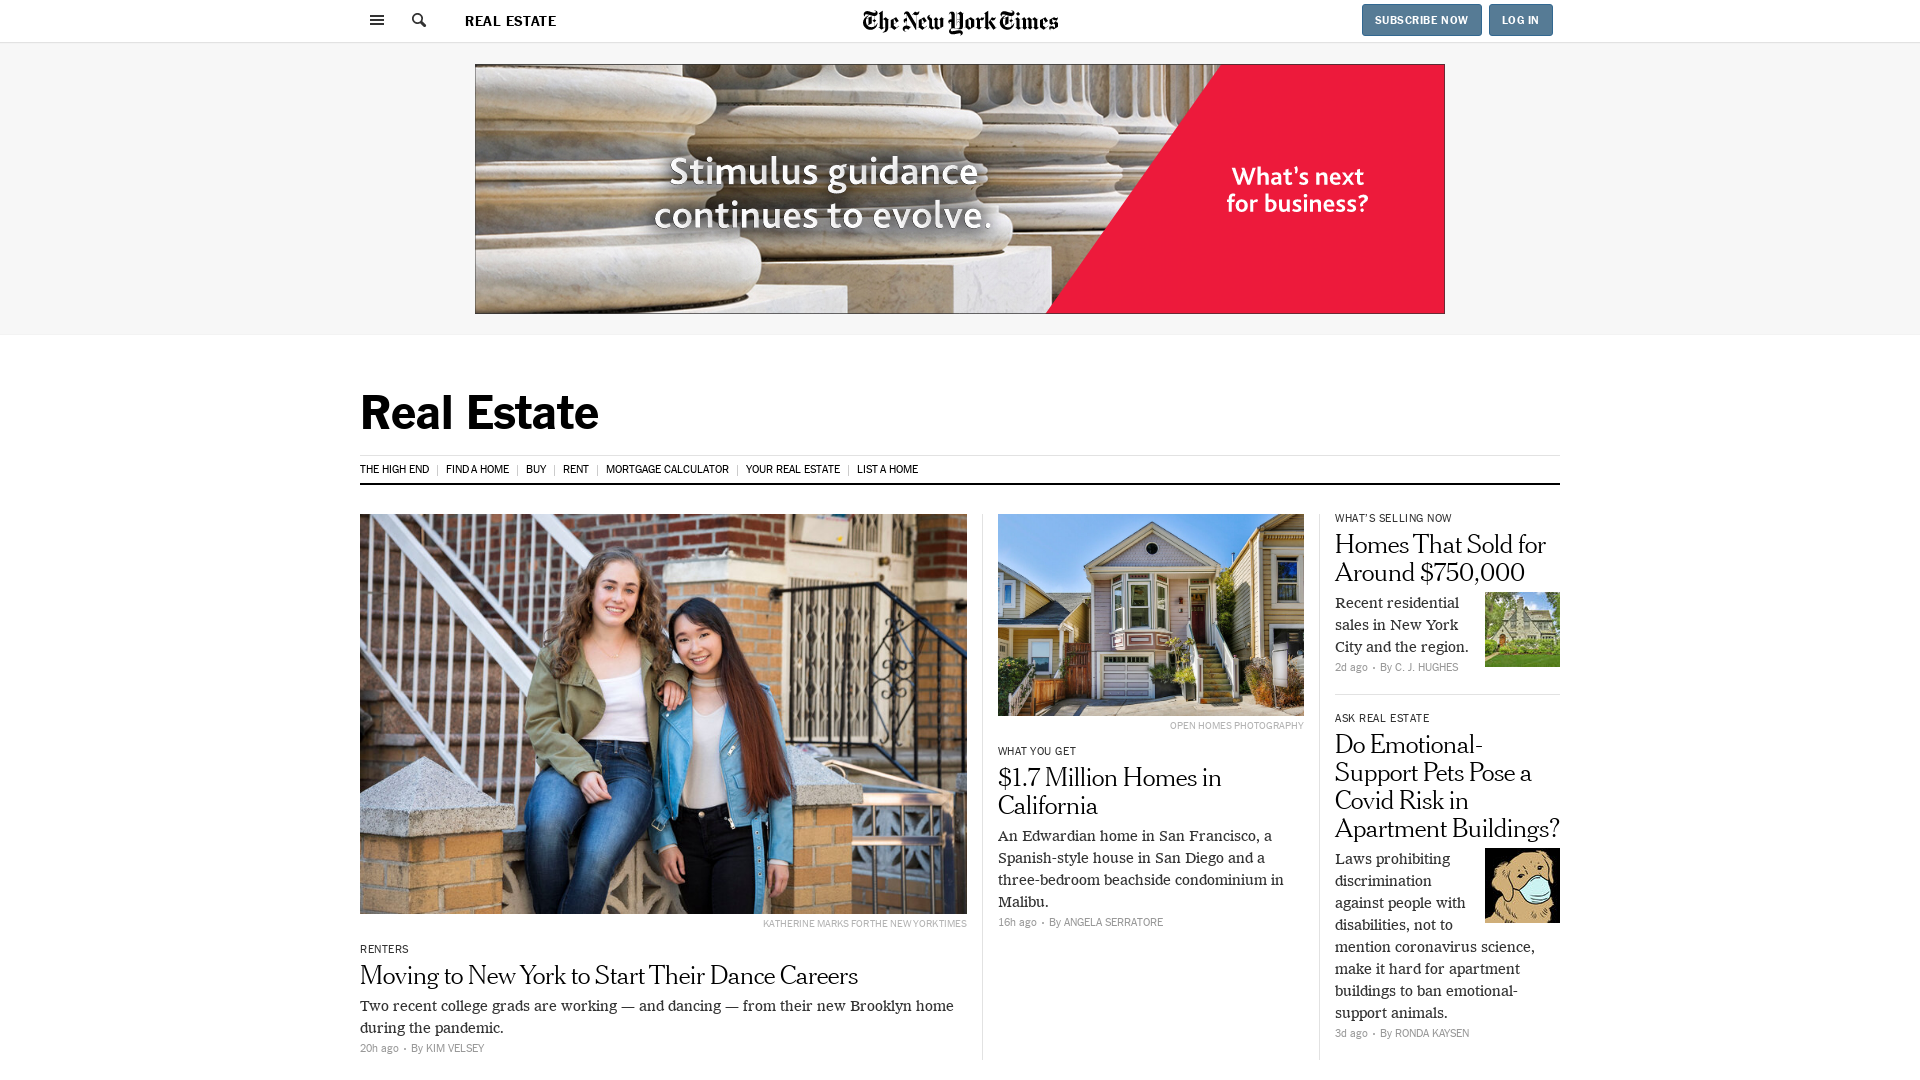 REAL ESTATE
The New York Times
SUBSCRIBE NOW
LOG IN
Stimulus guidance
continues to evolve.
What's next
for business?
Real Estate
THE HIGH END
FIND A HOME
BUY
RENT
MORTGAGE CALCULATOR
YOUR REAL ESTATE
LIST A HOME
KATHERINE MARKS FOR THE NEW YORK TIMES
RENTERS
Moving to New York to Start Their Dance Careers
Two recent college grads are working — and dancing — from their new Brooklyn home
during the pandemic.
20h ago • By KIM VELSEY
OPEN HOMES PHOTOGRAPHY
WHAT YOU GET
$1.7 Million Homes in
California
An Edwardian home in San Francisco, a
Spanish-style house in San Diego and a
three-bedroom beachside condominium in
Malibu.
16h ago • By ANGELA SERRATORE
WHAT'S SELLING NOW
Homes That Sold for
Around $750,000
Recent residential
sales in New York
City and the region.
2d ago • By C. J. HUGHES
ASK REAL ESTATE
Do Emotional-
Support Pets Pose a
Covid Risk in
Apartment Buildings?
Laws prohibiting
discrimination
against people with
disabilities, not to
mention coronavirus science,
make it hard for apartment
buildings to ban emotional-
support animals.
3d ago • By RONDA KAYSEN